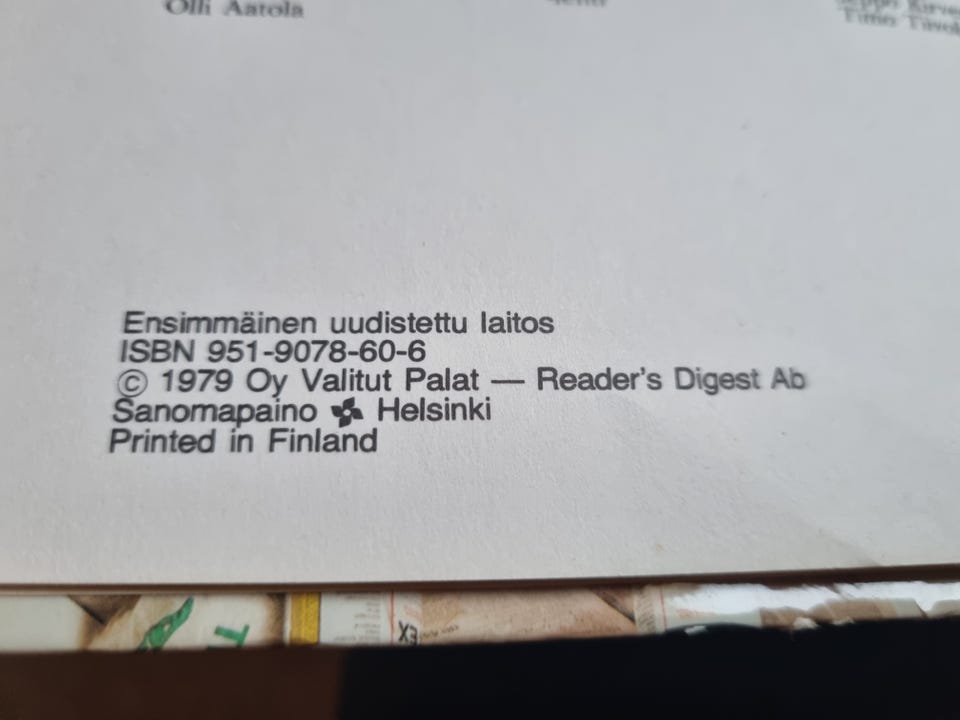 Olli Aatola
Timo
Ensimmäinen uudistettu laitos
ISBN 951-9078-60-6
© 1979 Oy Valitut Palat — Reader's Digest Ab
Sanomapaino Helsinki
Printed in Finland